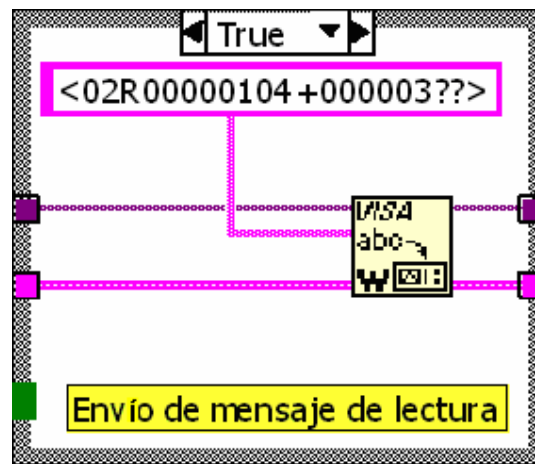 True
<02R00000104+000003??>
VISA
abc
W
Envío de mensaje de lectura